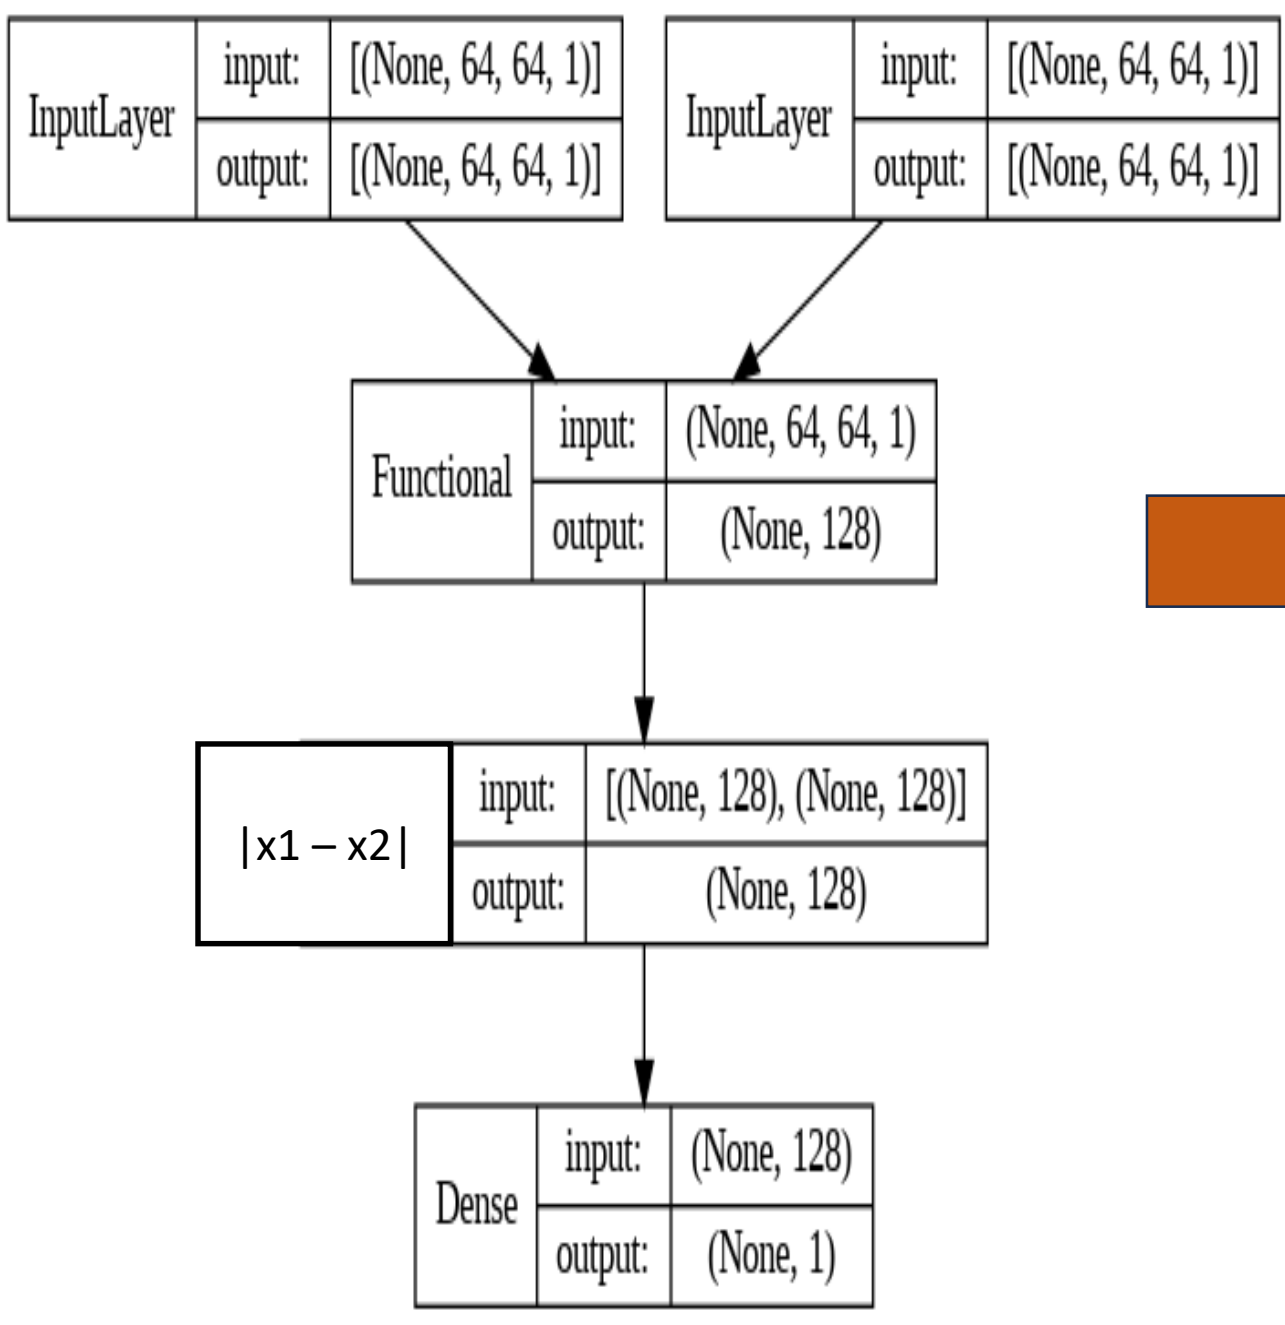 InputLayer
input: [(None, 64, 64, 1)]
output: [(None, 64, 64, 1)]
InputLayer
input: [(None, 64, 64, 1)]
output: [(None, 64, 64, 1)]
Functional
input: (None, 64, 64, 1)
output: (None, 128)
|x1 – x2|
input: [(None, 128), (None, 128)]
output: (None, 128)
Dense
input: (None, 128)
output: (None, 1)